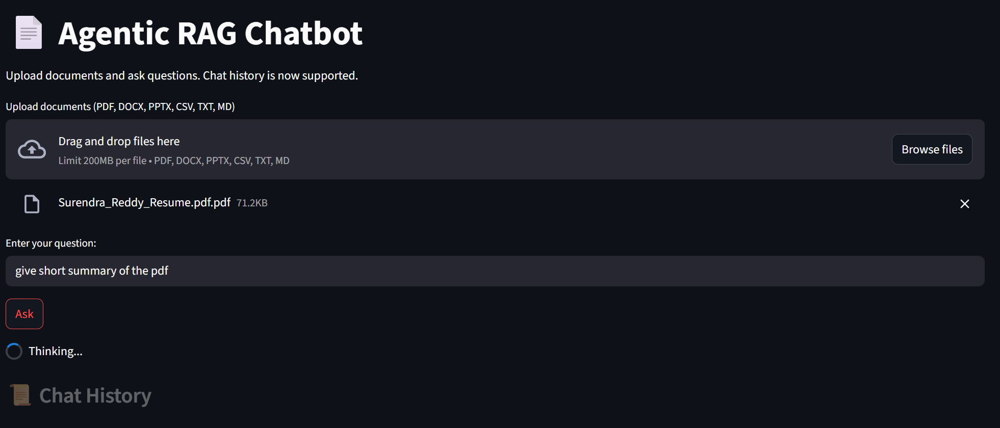 Agentic RAG Chatbot
Upload documents and ask questions. Chat history is now supported.
Upload documents (PDF, DOCX, PPTX, CSV, TXT, MD)
Drag and drop files here
Limit 200MB per file • PDF, DOCX, PPTX, CSV, TXT, MD
Browse files
Surendra_Reddy_Resume.pdf.pdf 71.2KB
Enter your question:
give short summary of the pdf
Ask
Thinking...
Chat History